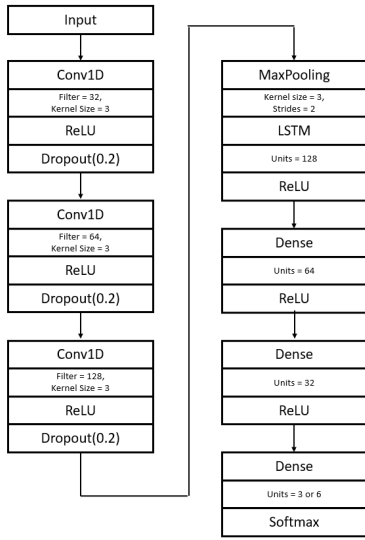 Input
Conv1D
Filter = 32,
Kernel Size = 3
ReLU
Dropout(0.2)
Conv1D
Filter = 64,
Kernel Size = 3
ReLU
Dropout(0.2)
Conv1D
Filter = 128,
Kernel Size = 3
ReLU
Dropout(0.2)
MaxPooling
Kernel size = 3,
Strides = 2
LSTM
Units = 128
ReLU
Dense
Units = 64
ReLU
Dense
Units = 32
ReLU
Dense
Units = 3 or 6
Softmax